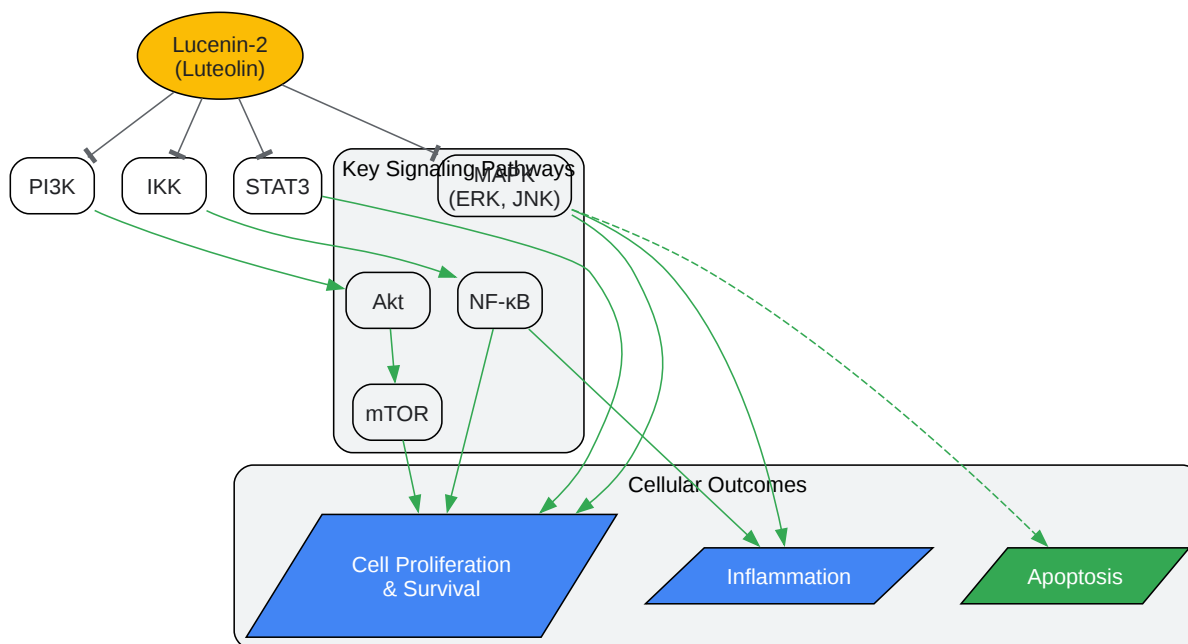 Lucenin-2
(Luteolin)
PI3K
IKK
STAT3
Key Signaling Pathways
MAPK
(ERK, JNK)
Akt
NF-κB
mTOR
Cellular Outcomes
Cell Proliferation
& Survival
Inflammation
Apoptosis